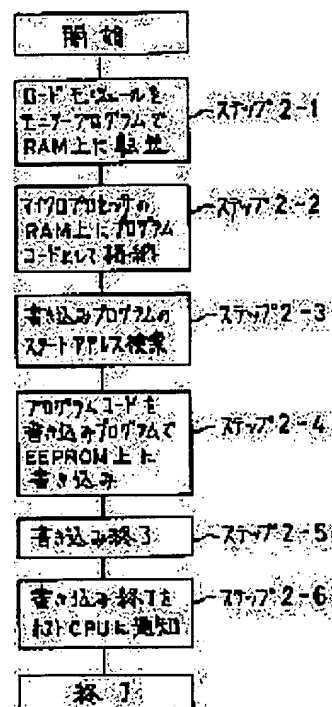 開始
ロードモジュールを
モニタープログラムで
RAM上に転送
ステップ2-1
マイクロプロセッサの
RAM上にプログラム
コードとして格納
ステップ2-2
書き込みプログラムの
スタートアドレス検索
ステップ2-3
プログラムコードを
書き込みプログラムで
EEPROM上に
書き込み
ステップ2-4
書き込み終了
ステップ2-5
書き込み終了を
ホストCPUに通知
ステップ2-6
終了